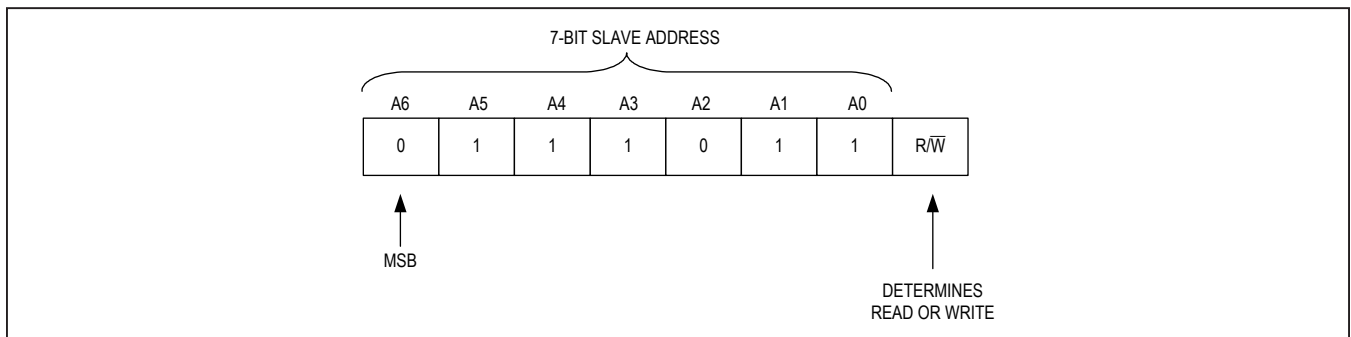 7-BIT SLAVE ADDRESS
A6 A5 A4 A3 A2 A1 A0
0 1 1 1 0 1 1 R/W̅
MSB
DETERMINES
READ OR WRITE